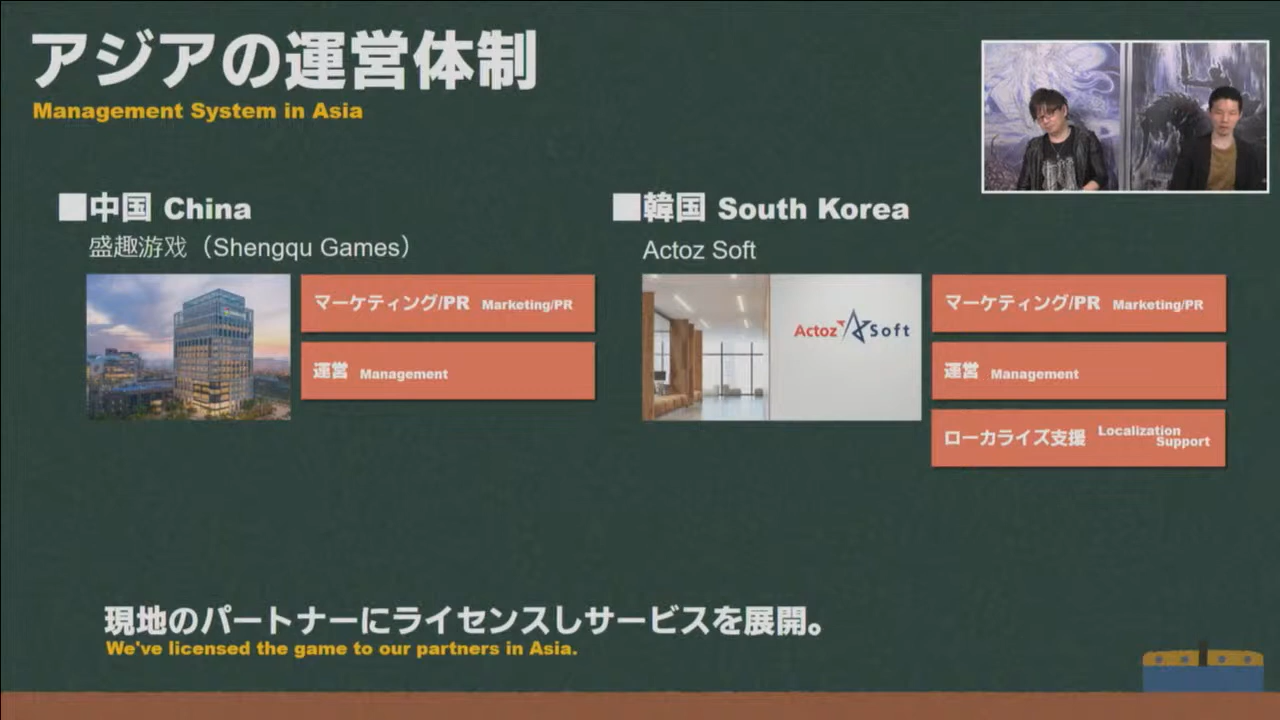 アジアの運営体制
Management System in Asia
■中国 China
盛趣游戏（Shengqu Games）
マーケティング/PR Marketing/PR
運営 Management
■韓国 South Korea
Actoz Soft
Actoz Soft
マーケティング/PR Marketing/PR
運営 Management
ローカライズ支援 Localization
Support
現地のパートナーにライセンスしサービスを展開。
We've licensed the game to our partners in Asia.